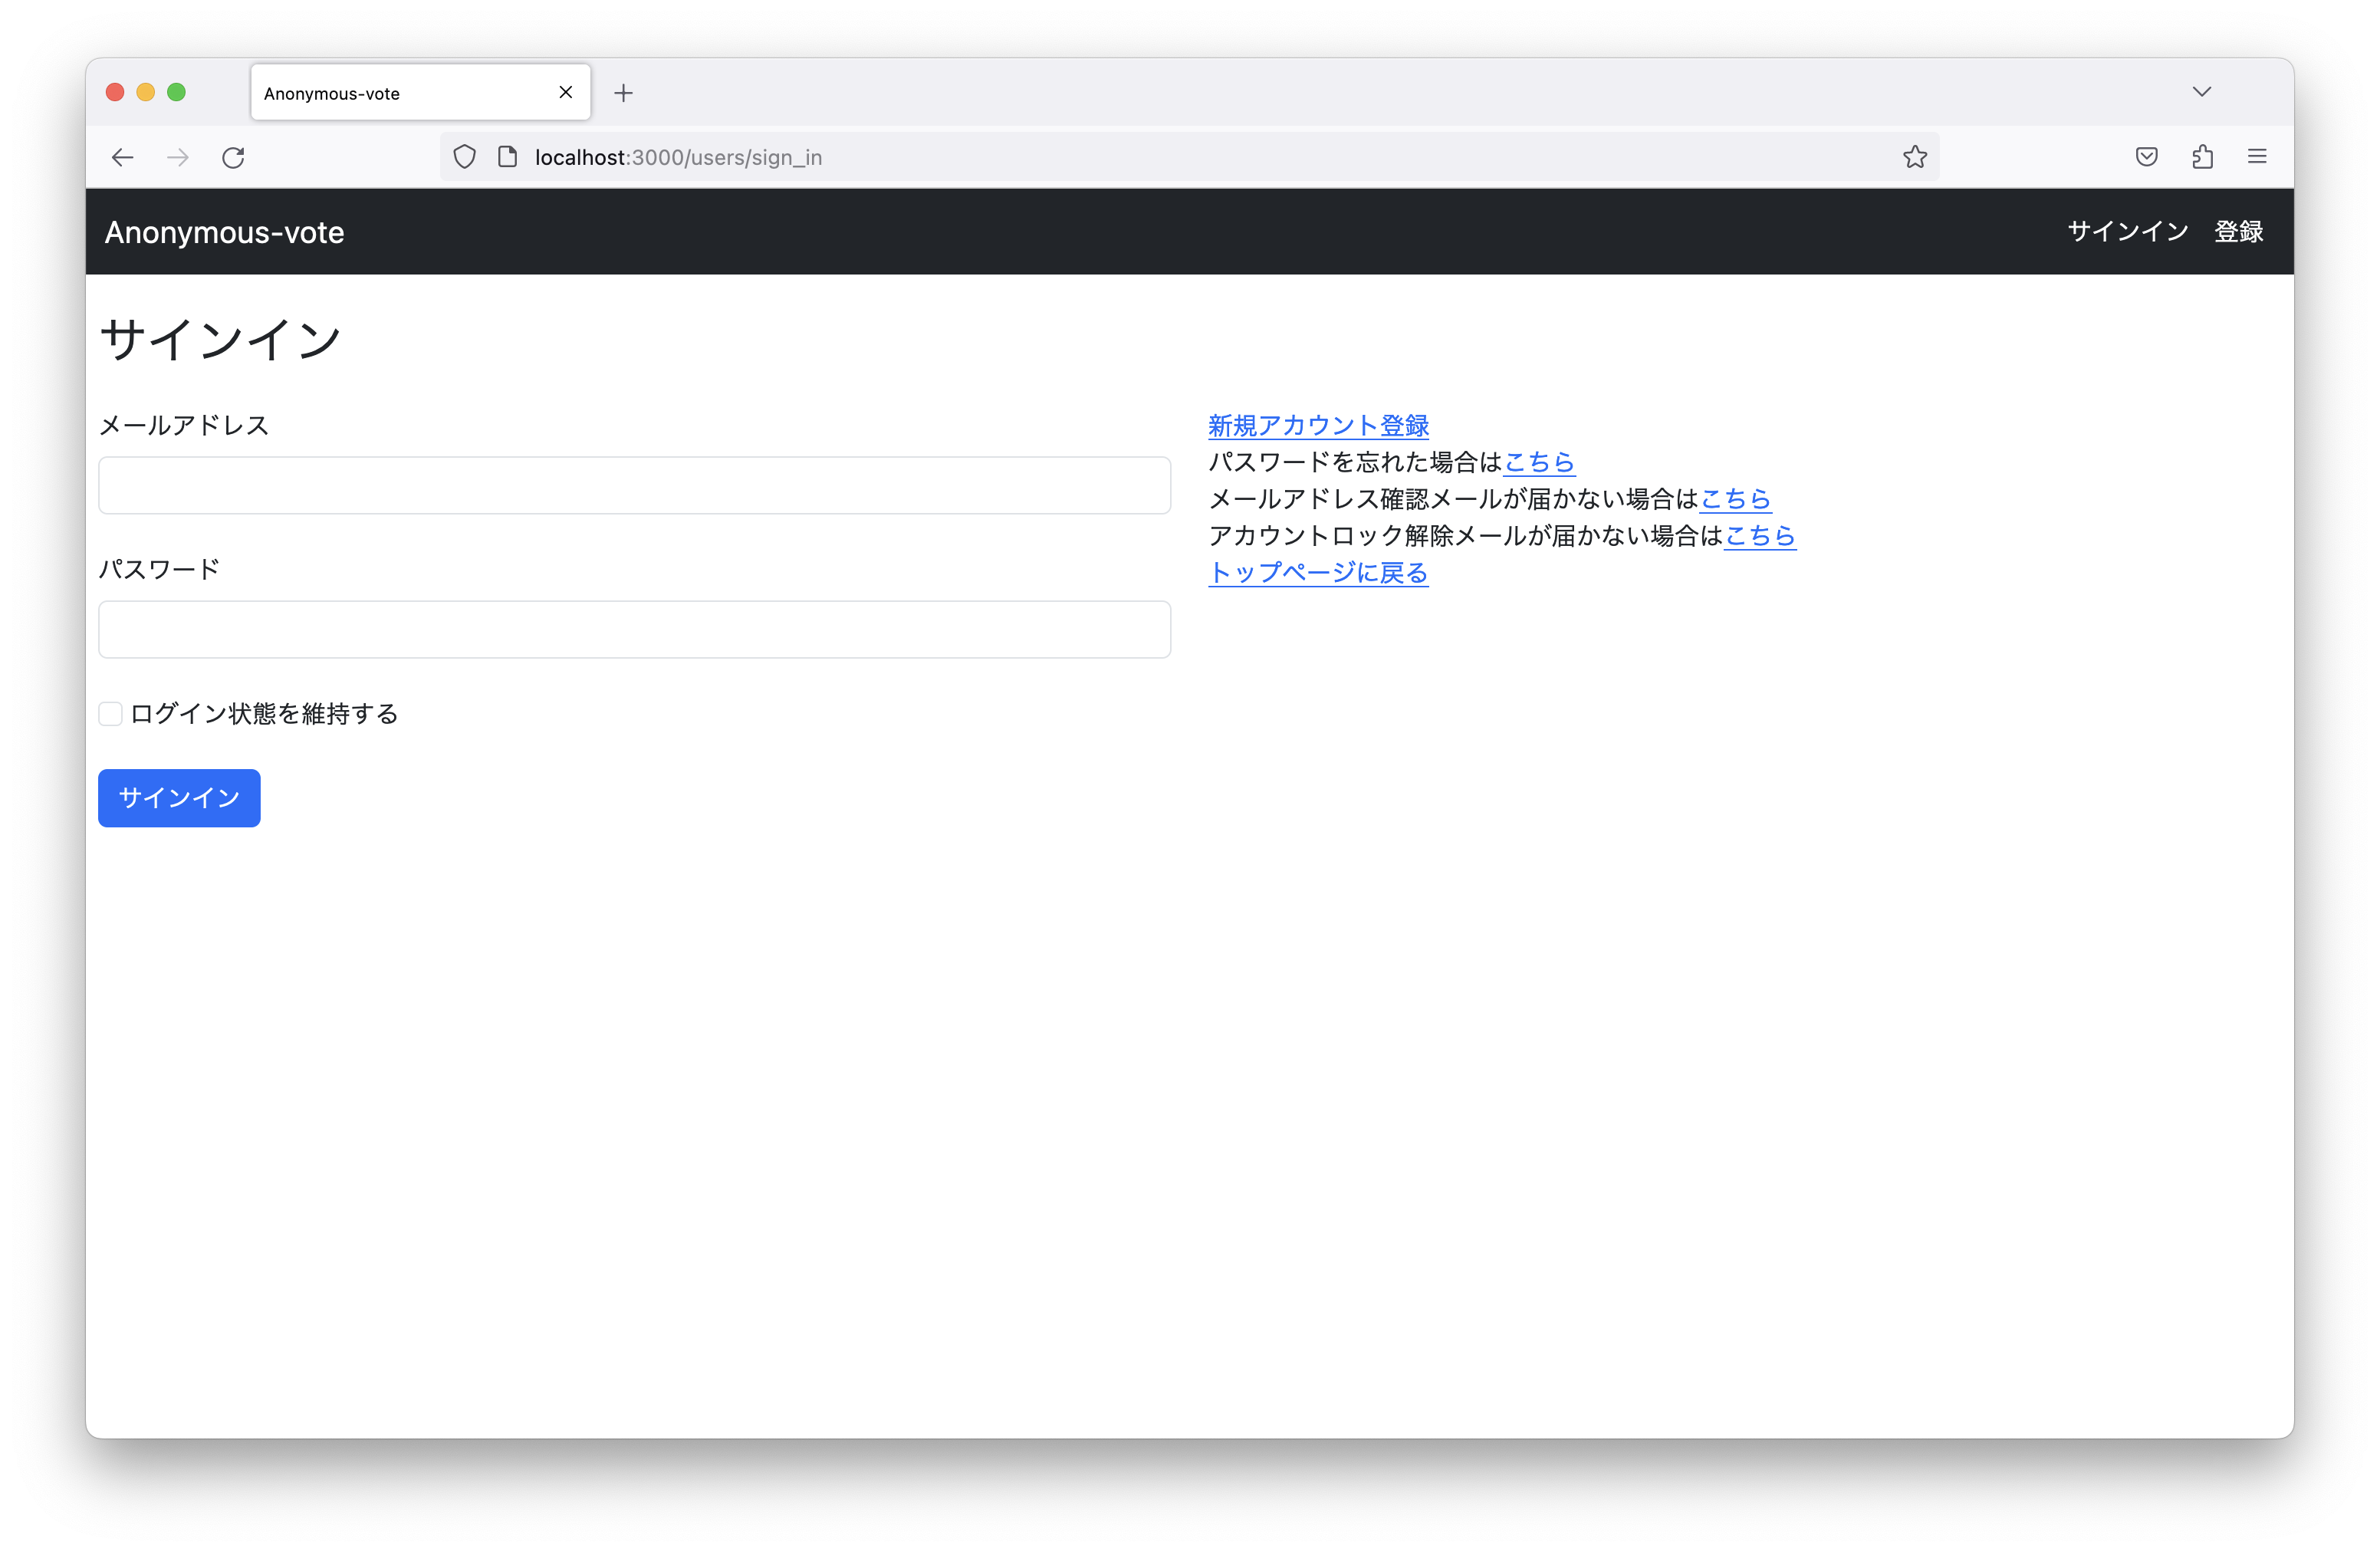 Anonymous-vote
localhost:3000/users/sign_in
Anonymous-vote
サインイン 登録
サインイン
メールアドレス
パスワード
ログイン状態を維持する
サインイン
新規アカウント登録
パスワードを忘れた場合はこちら
メールアドレス確認メールが届かない場合はこちら
アカウントロック解除メールが届かない場合はこちら
トップページに戻る